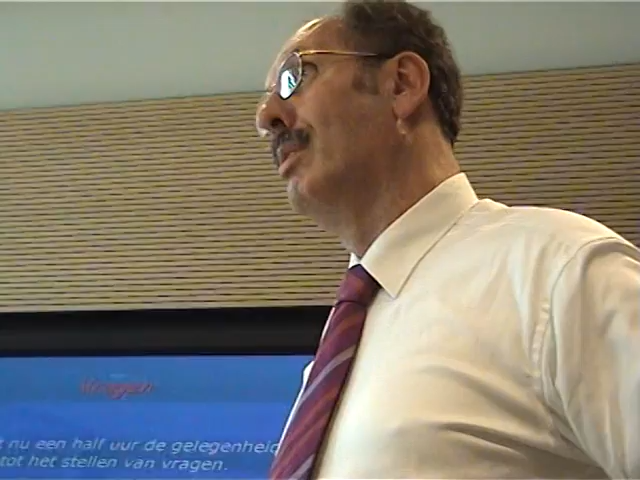 Vragen
t nu een half uur de gelegenheid
tot het stellen van vragen.